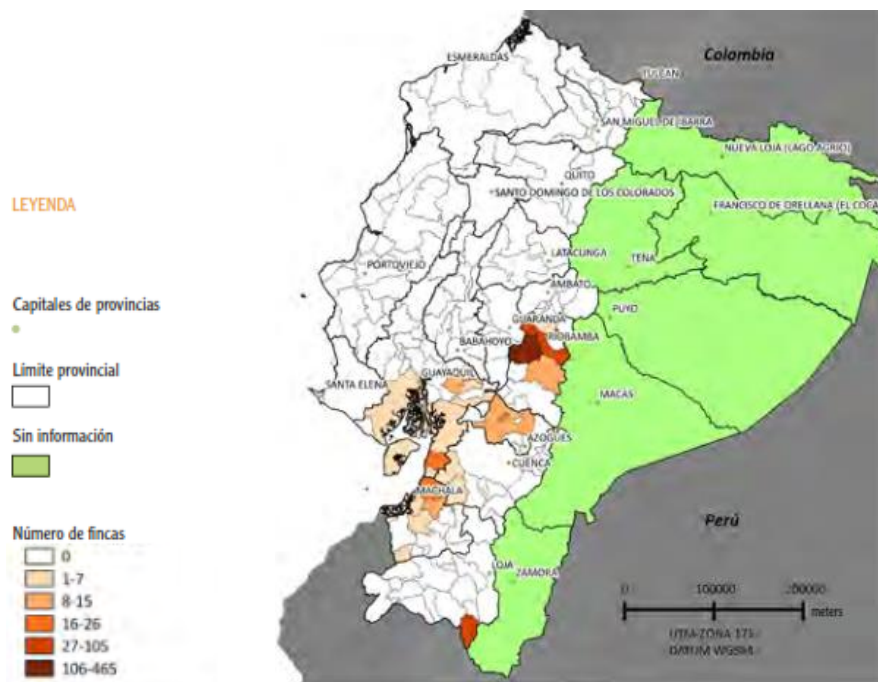 LEYENDA
Capitales de provincias
Límite provincial
Sin información
Número de fincas
0
1-7
8-15
16-26
27-105
106-465
Colombia
ESMERALDAS
TULCAN
SAN MIGUEL DE IBARRA
NUEVA LOJA (LAGO AGRIO)
QUITO
SANTO DOMINGO DE LOS COLORADOS
FRANCISCO DE ORELLANA (EL COCA
LATACUNGA
TENA
PORTOVIEJO
AMBATO
PUYO
GUARANDA
RIOBAMBA
BABAHOYO
GUAYAQUIL
SANTA ELENA
MACAS
AZOGUES
CUENCA
MACHALA
Perú
LOJA
ZAMORA
0 100000 200000
meters
DATUM WGS84